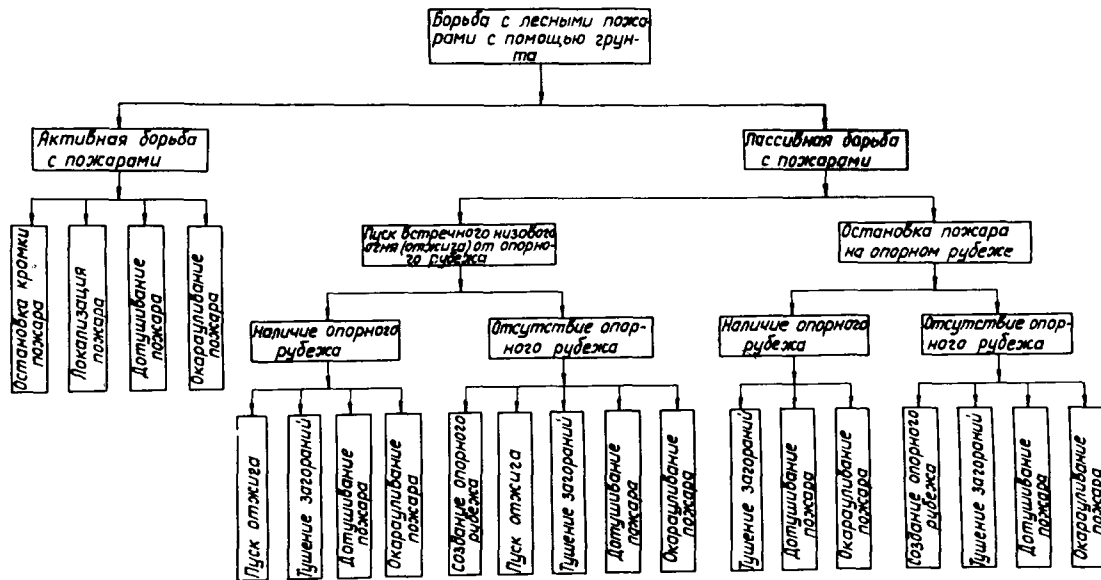 Борьба с лесными пожа-
рами с помощью грун-
та
Активная борьба
с пожарами
Пассивная борьба
с пожарами
Остановка кромки
пожара
Локализация
пожара
Дотушивание
пожара
Окарауливание
пожара
Пуск встречного низового
огня (отжига) от опорно-
го рубежа
Остановка пожара
на опорном рубеже
Наличие опорного
рубежа
Отсутствие опор-
ного рубежа
Наличие опорного
рубежа
Отсутствие опор-
ного рубежа
Пуск отжига
Тушение загораний
Дотушивание
пожара
Окарауливание
пожара
Создание опорного
рубежа
Пуск отжига
Тушение загораний
Дотушивание
пожара
Окарауливание
пожара
Тушение загораний
Дотушивание
пожара
Окарауливание
пожара
Создание опорного
рубежа
Тушение загораний
Дотушивание
пожара
Окарауливание
пожара